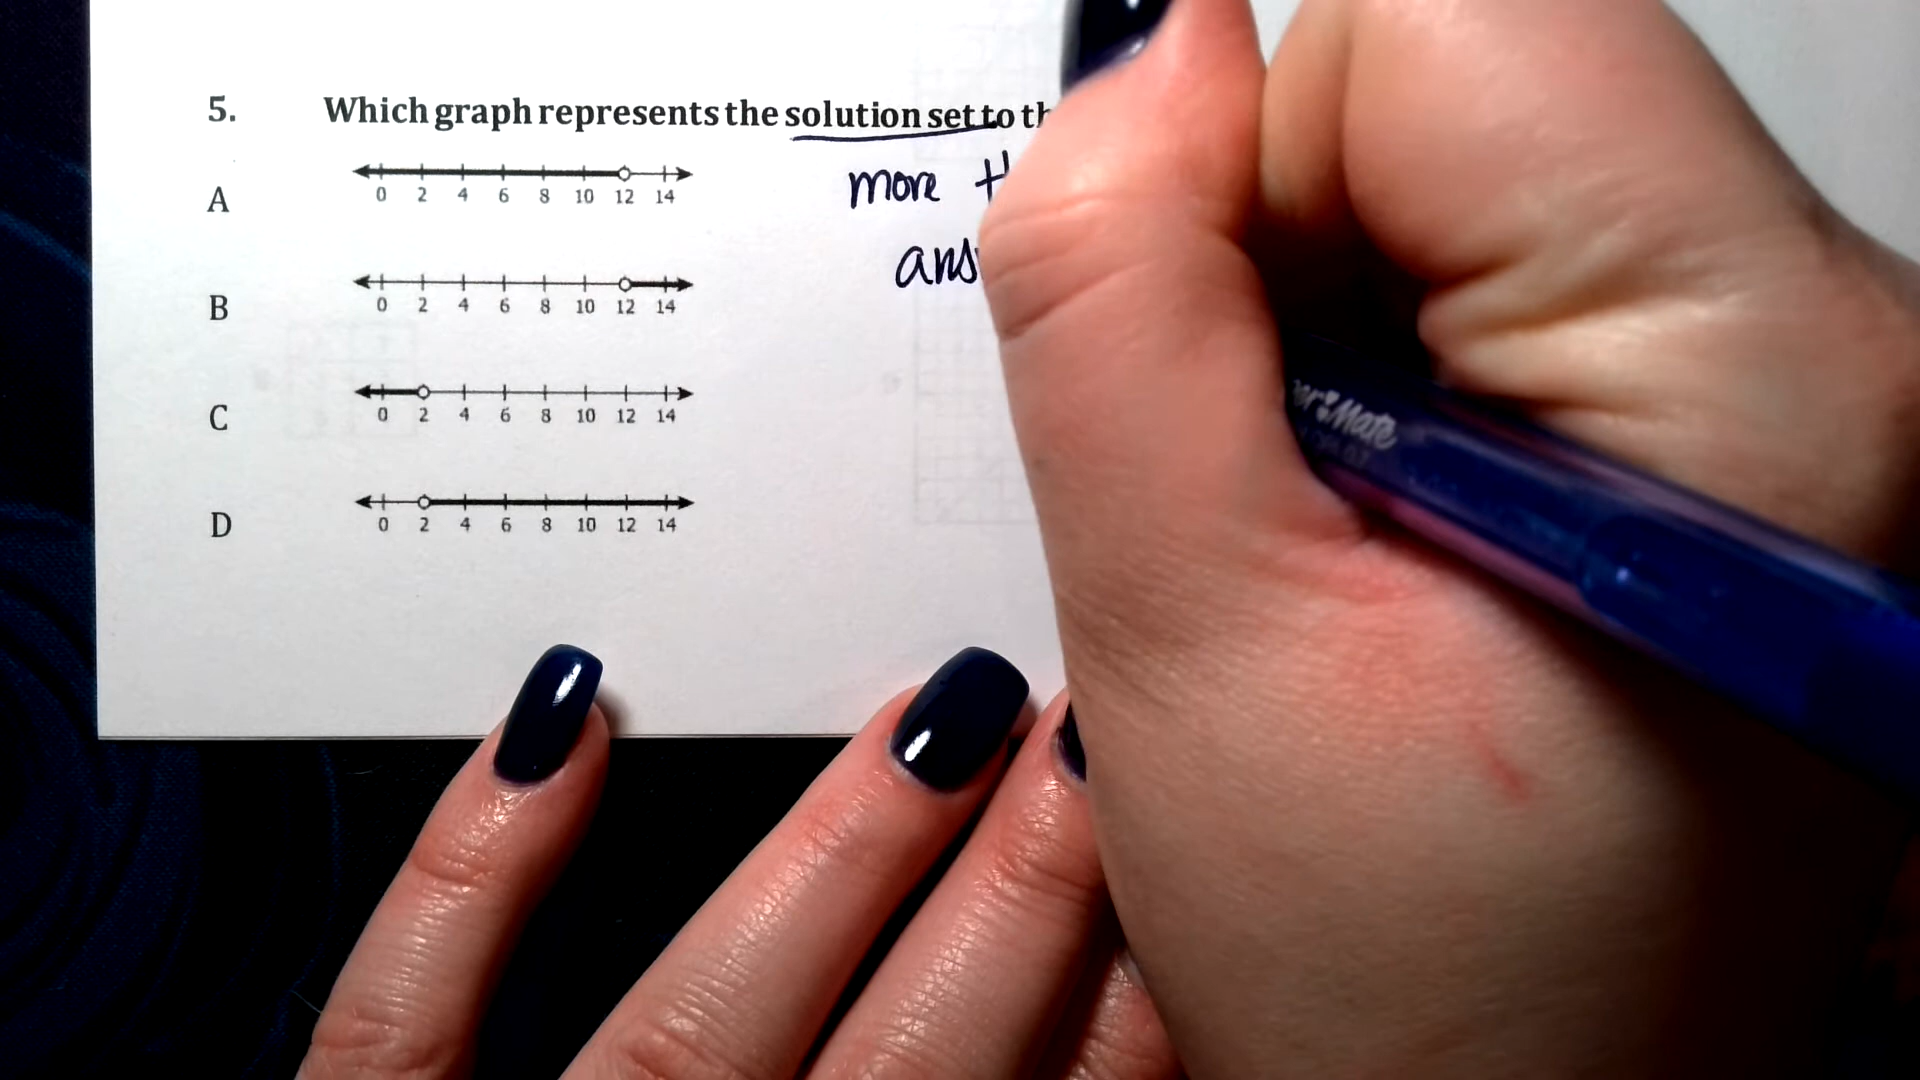 5. Which graph represents the solution set to th
A
0 2 4 6 8 10 12 14
more
B
0 2 4 6 8 10 12 14
C
0 2 4 6 8 10 12 14
D
0 2 4 6 8 10 12 14
Mate